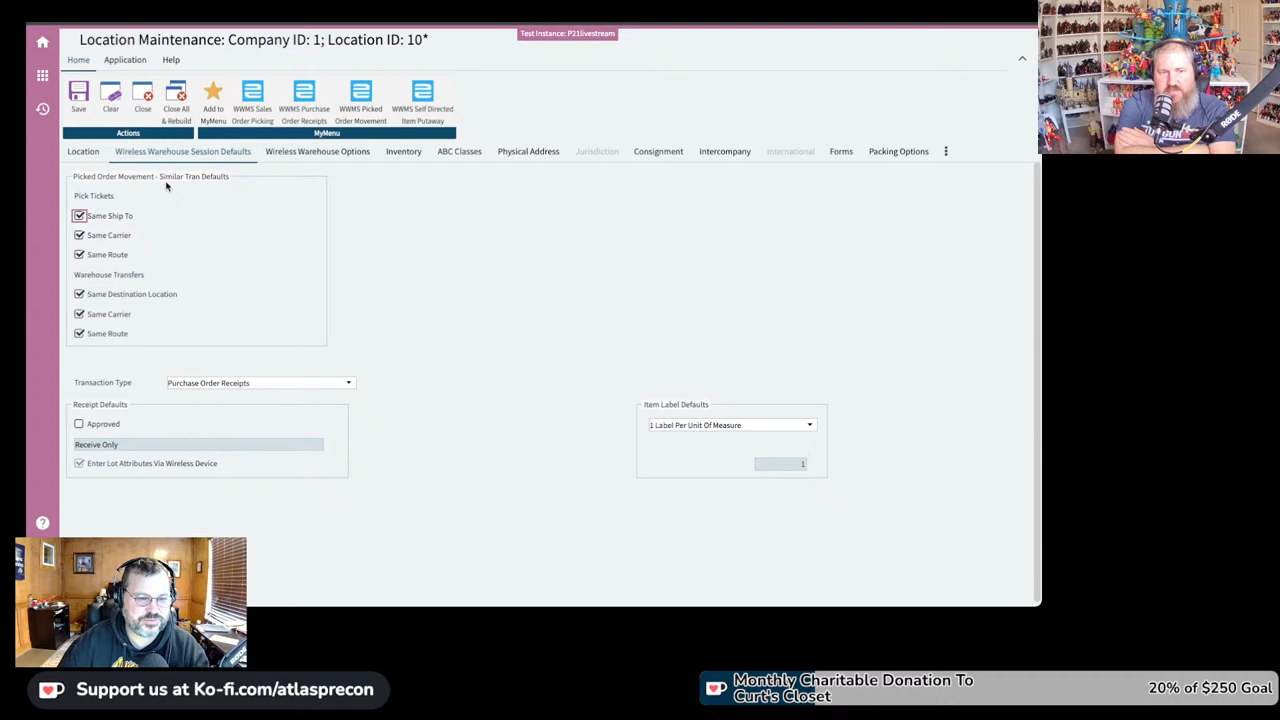 Location Maintenance: Company ID: 1; Location ID: 10*
Test Instance: P21livestream
Home
Application
Help
Save
Clear
Close
Close All
& Rebuild
Add to
MyMenu
WWMS Sales
Order Picking
WWMS Purchase
Order Receipts
WWMS Picked
Order Movement
WWMS Self Directed
Item Putaway
Actions
MyMenu
Location
Wireless Warehouse Session Defaults
Wireless Warehouse Options
Inventory
ABC Classes
Physical Address
Jurisdiction
Consignment
Intercompany
International
Forms
Packing Options
Picked Order Movement - Similar Tran Defaults
Pick Tickets
Same Ship To
Same Carrier
Same Route
Warehouse Transfers
Same Destination Location
Same Carrier
Same Route
Transaction Type
Purchase Order Receipts
Receipt Defaults
Approved
Receive Only
Enter Lot Attributes Via Wireless Device
Item Label Defaults
1 Label Per Unit Of Measure
1
RØDE
Support us at Ko-fi.com/atlasprecon
Monthly Charitable Donation To
Curt's Closet
20% of $250 Goal